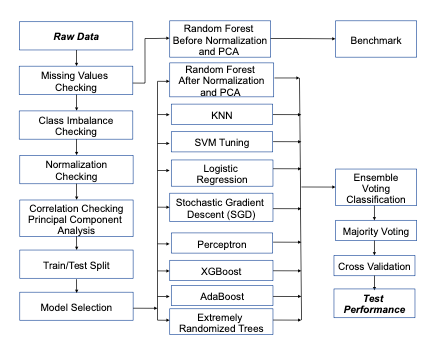 Raw Data
Missing Values
Checking
Class Imbalance
Checking
Normalization
Checking
Correlation Checking
Principal Component
Analysis
Train/Test Split
Model Selection
Random Forest
Before Normalization
and PCA
Random Forest
After Normalization
and PCA
KNN
SVM Tuning
Logistic
Regression
Stochastic Gradient
Descent (SGD)
Perceptron
XGBoost
AdaBoost
Extremely
Randomized Trees
Benchmark
Ensemble
Voting
Classification
Majority Voting
Cross Validation
Test
Performance